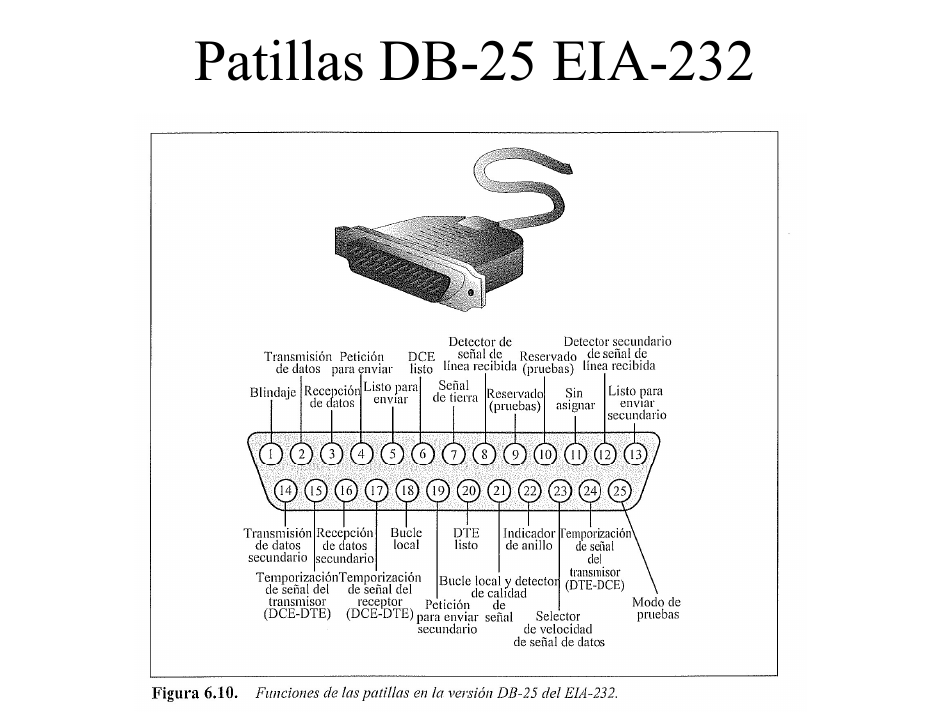 Patillas DB-25 EIA-232
Detector de
señal de
línea recibida
Detector secundario
de señal de
línea recibida
Transmisión
de datos
Petición
para enviar
DCE
listo
Reservado
(pruebas)
Blindaje
Recepción
de datos
Listo para
enviar
Señal
de tierra
Reservado
(pruebas)
Sin
asignar
Listo para
enviar
secundario
1 2 3 4 5 6 7 8 9 10 11 12 13
14 15 16 17 18 19 20 21 22 23 24 25
Transmisión
de datos
secundario
Recepción
de datos
secundario
Bucle
local
DTE
listo
Indicador
de anillo
Temporización
de señal
del
transmisor
(DTE-DCE)
Temporización
de señal del
transmisor
(DCE-DTE)
Temporización
de señal del
receptor
(DCE-DTE)
Petición
para enviar
secundario
Bucle local y detector
de calidad
de
señal
Selector
de velocidad
de señal de datos
Modo de
pruebas
Figura 6.10. Funciones de las patillas en la versión DB-25 del EIA-232.